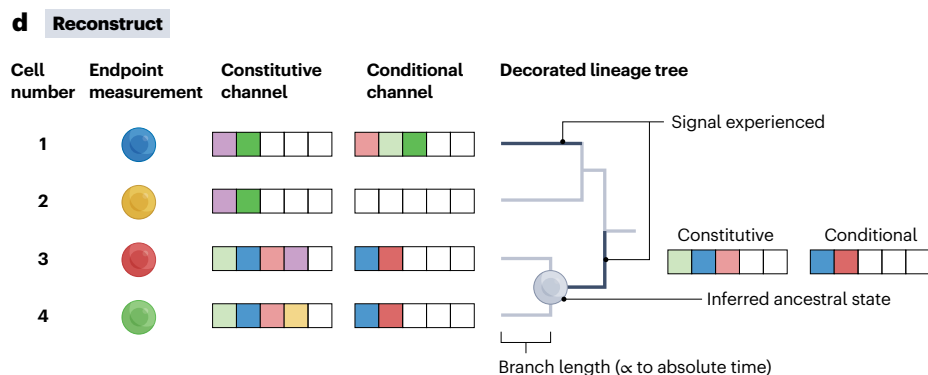 d Reconstruct
Cell number
Endpoint measurement
Constitutive channel
Conditional channel
Decorated lineage tree
1
2
3
4
Signal experienced
Constitutive
Conditional
Inferred ancestral state
Branch length (∝ to absolute time)